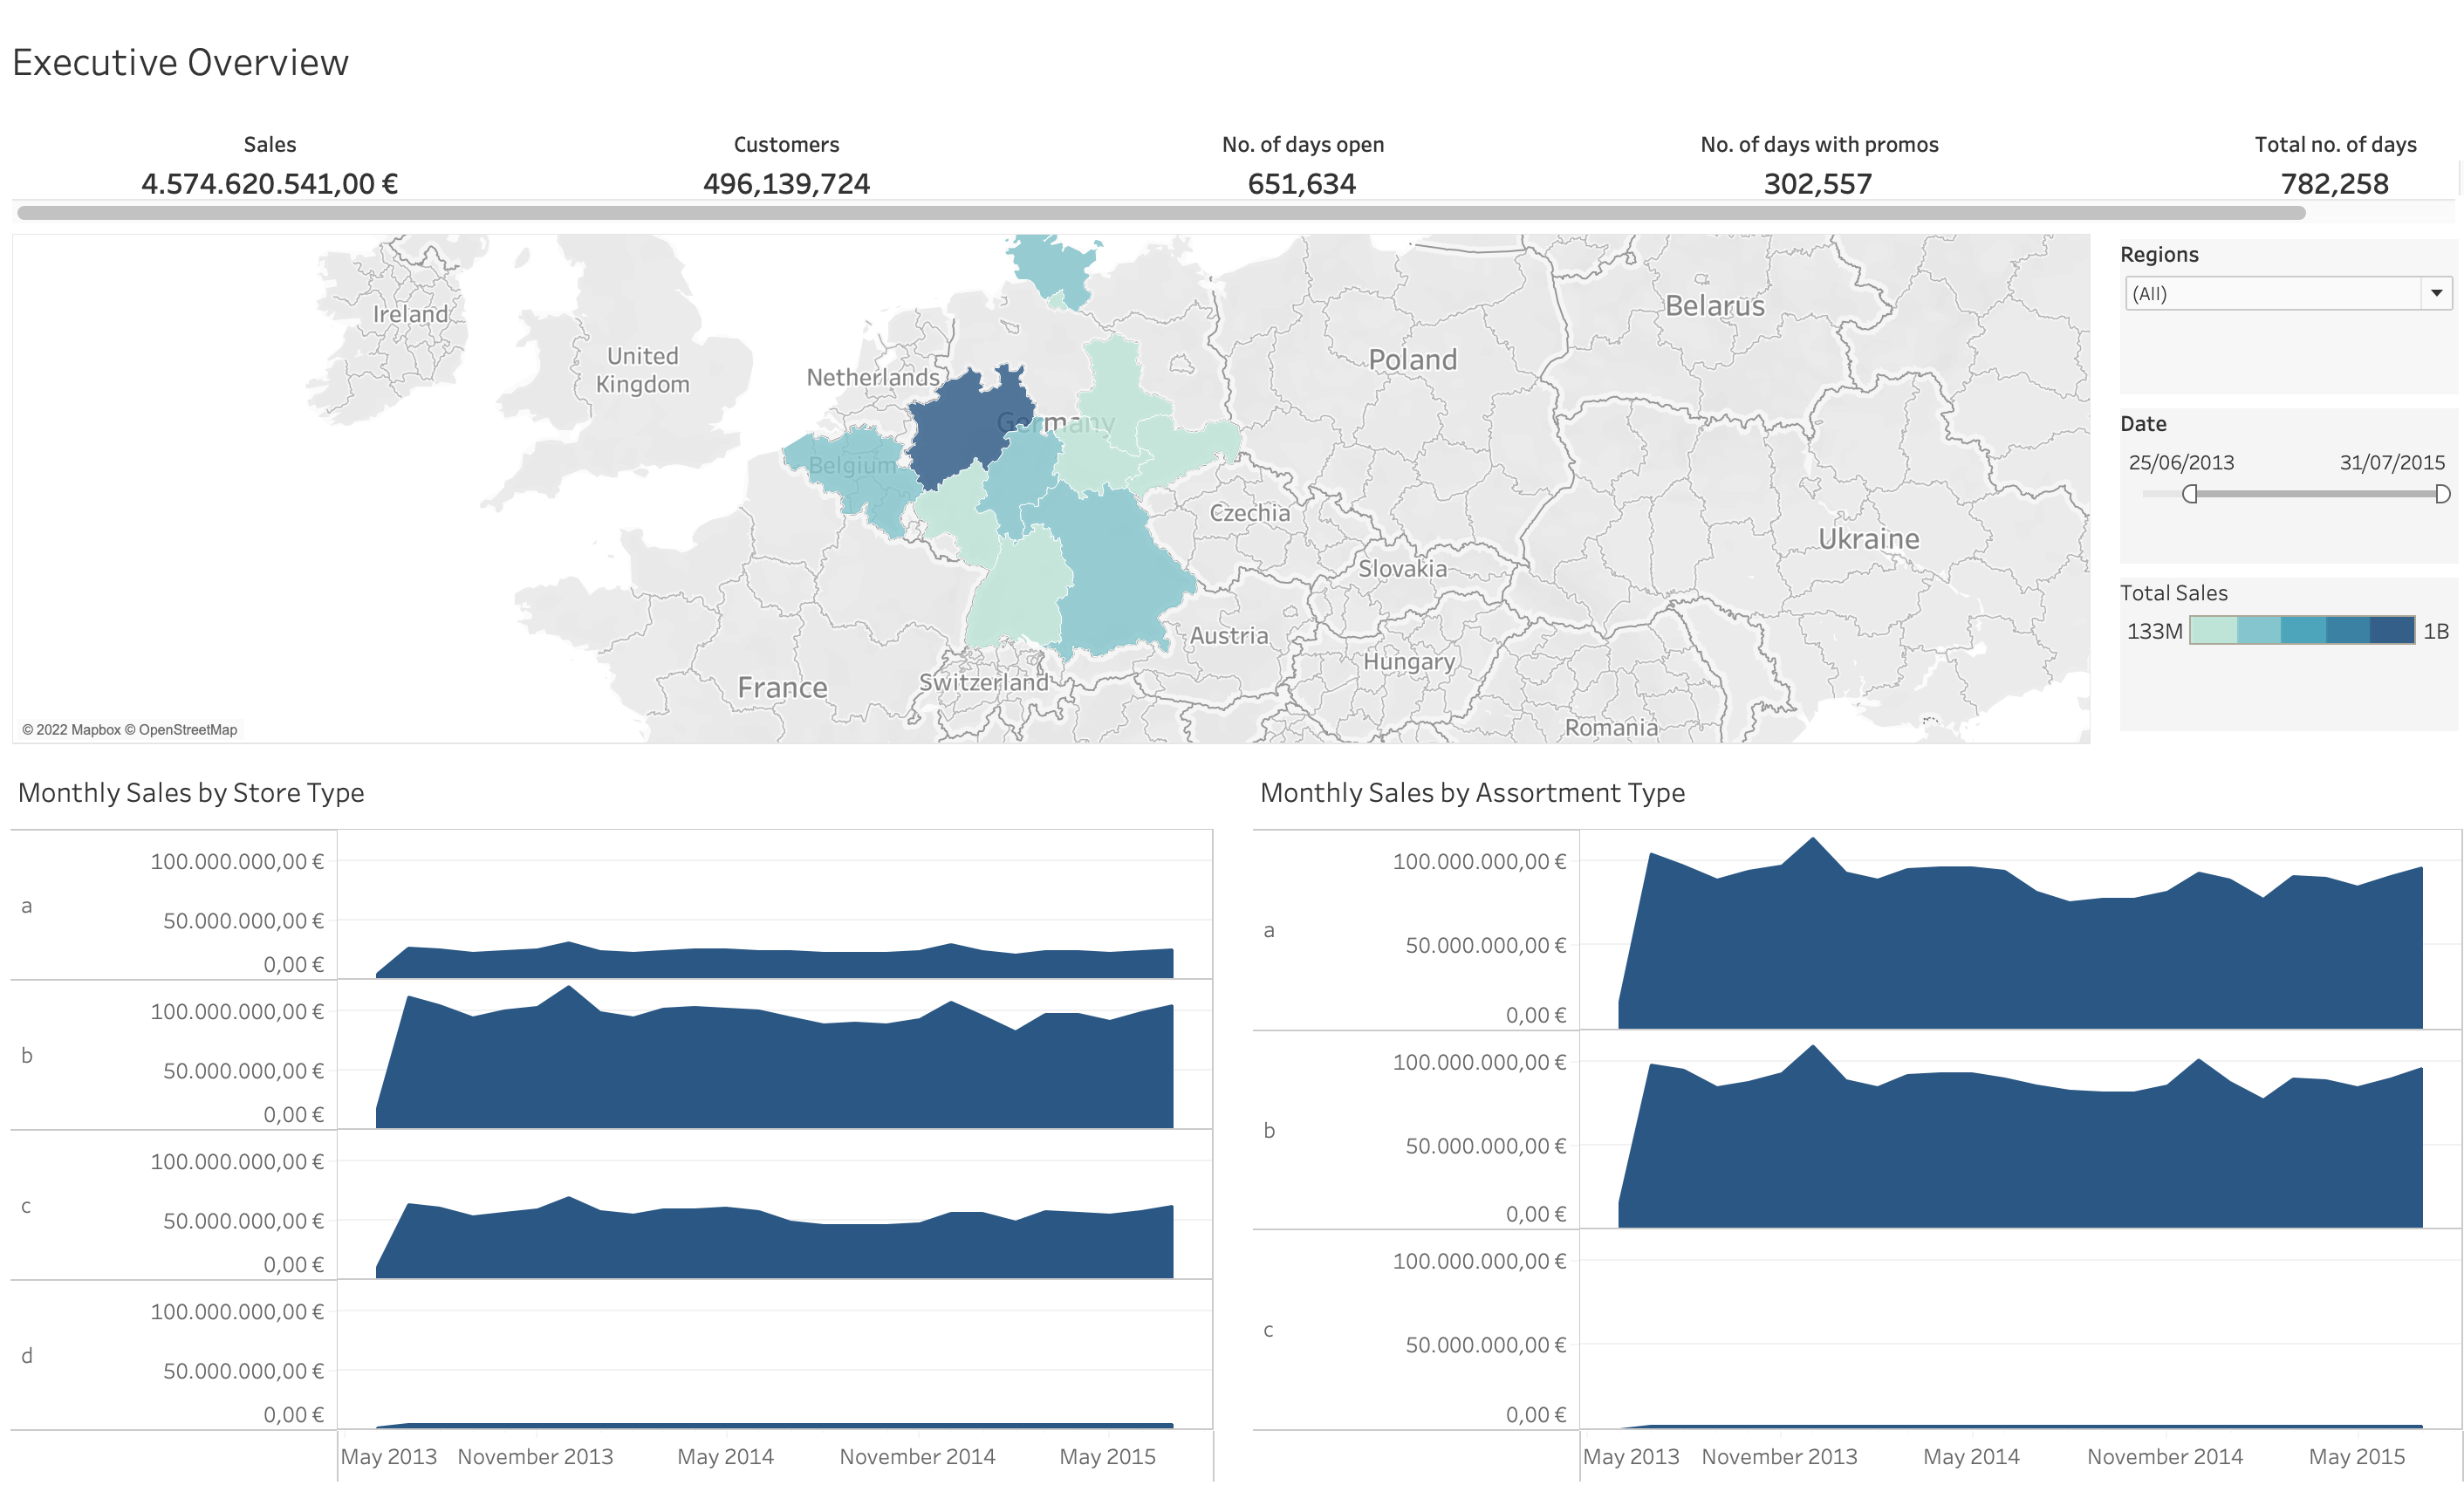 Executive Overview
Sales
4.574.620.541,00 €
Customers
496,139,724
No. of days open
651,634
No. of days with promos
302,557
Total no. of days
782,258
Ireland
United
Kingdom
Netherlands
Belgium
Germany
Poland
Belarus
Czechia
Ukraine
Slovakia
Austria
Hungary
Switzerland
France
Romania
© 2022 Mapbox © OpenStreetMap
Regions
(All)
Date
25/06/2013 31/07/2015
Total Sales
133M 1B
Monthly Sales by Store Type
a
100.000.000,00 €
50.000.000,00 €
0,00 €
b
100.000.000,00 €
50.000.000,00 €
0,00 €
c
100.000.000,00 €
50.000.000,00 €
0,00 €
d
100.000.000,00 €
50.000.000,00 €
0,00 €
May 2013 November 2013 May 2014 November 2014 May 2015
Monthly Sales by Assortment Type
a
100.000.000,00 €
50.000.000,00 €
0,00 €
b
100.000.000,00 €
50.000.000,00 €
0,00 €
c
100.000.000,00 €
50.000.000,00 €
0,00 €
May 2013 November 2013 May 2014 November 2014 May 2015